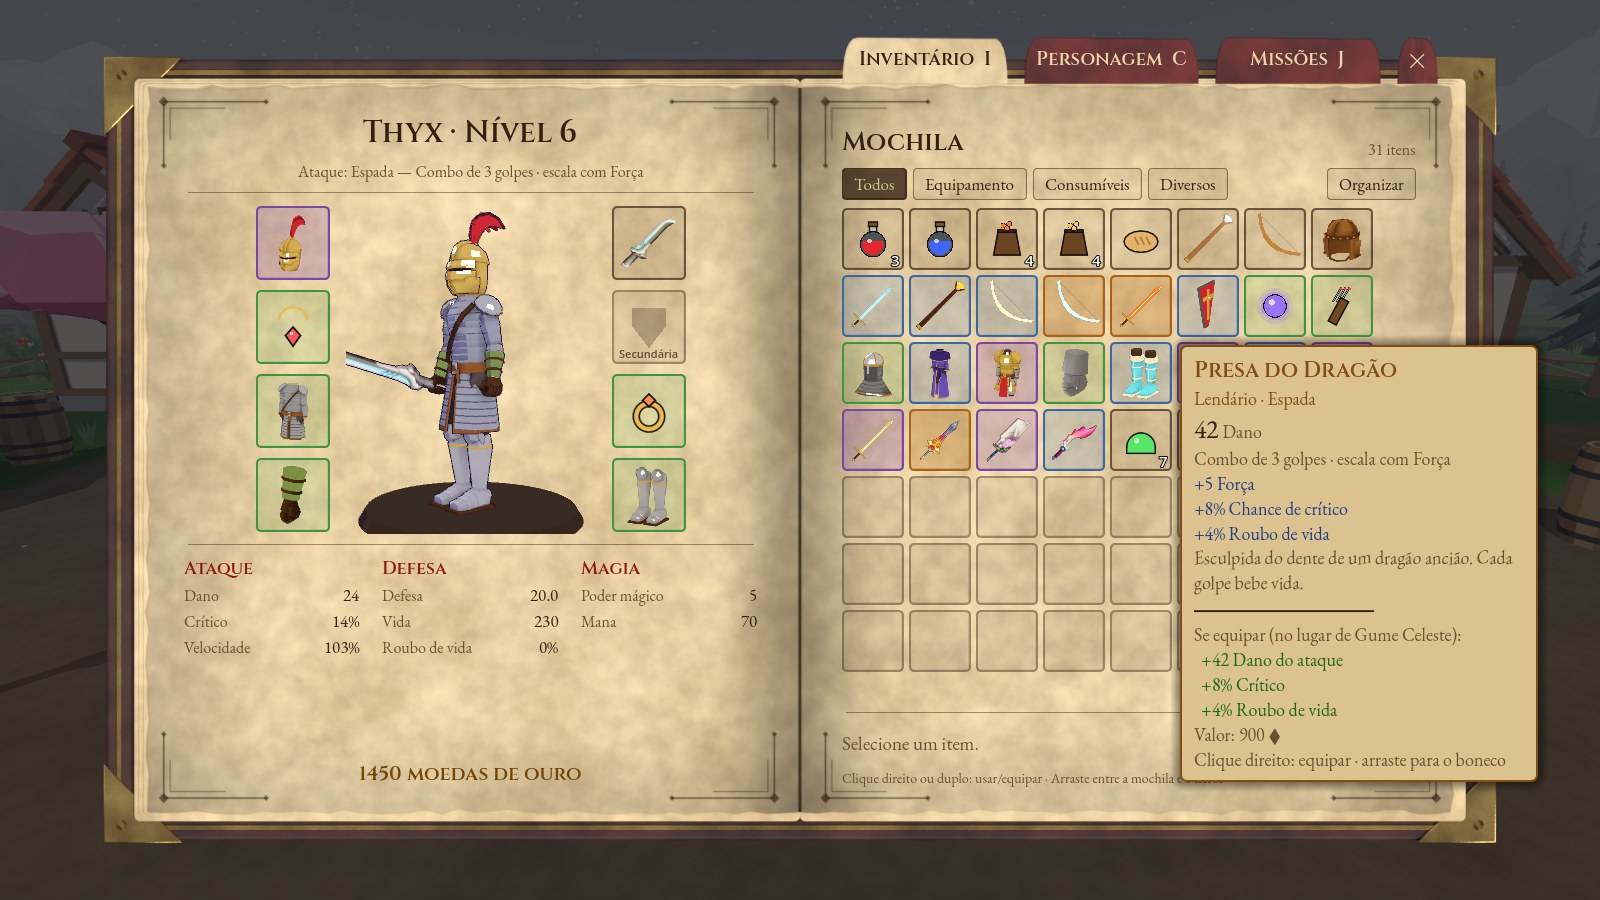 Inventário I
Personagem C
Missões J
Thyx · Nível 6
Ataque: Espada — Combo de 3 golpes · escala com Força
Secundária
Ataque
Dano 24
Crítico 14%
Velocidade 103%
Defesa
Defesa 20.0
Vida 230
Roubo de vida 0%
Magia
Poder mágico 5
Mana 70
1450 moedas de ouro
Mochila
31 itens
Todos
Equipamento
Consumíveis
Diversos
Organizar
3
4
4
7
Selecione um item.
Clique direito ou duplo: usar/equipar · Arraste entre a mochila e
Presa do Dragão
Lendário · Espada
42 Dano
Combo de 3 golpes · escala com Força
+5 Força
+8% Chance de crítico
+4% Roubo de vida
Esculpida do dente de um dragão ancião. Cada
golpe bebe vida.
Se equipar (no lugar de Gume Celeste):
+42 Dano do ataque
+8% Crítico
+4% Roubo de vida
Valor: 900
Clique direito: equipar · arraste para o boneco